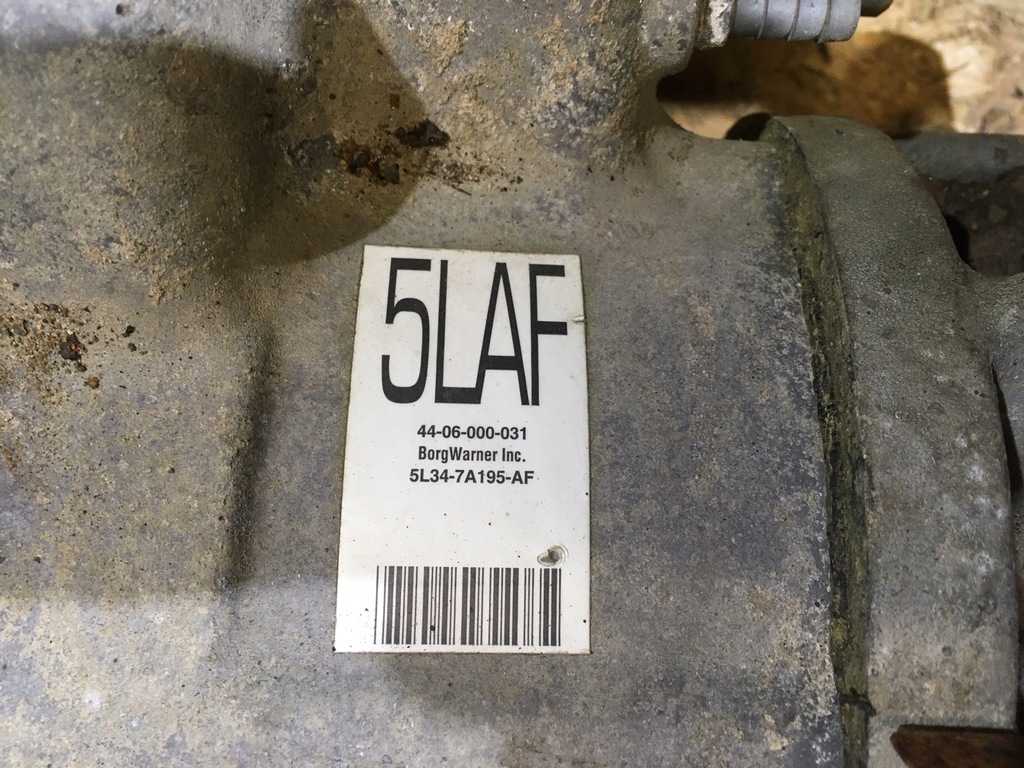 5LAF
44-06-000-031
BorgWarner Inc.
5L34-7A195-AF